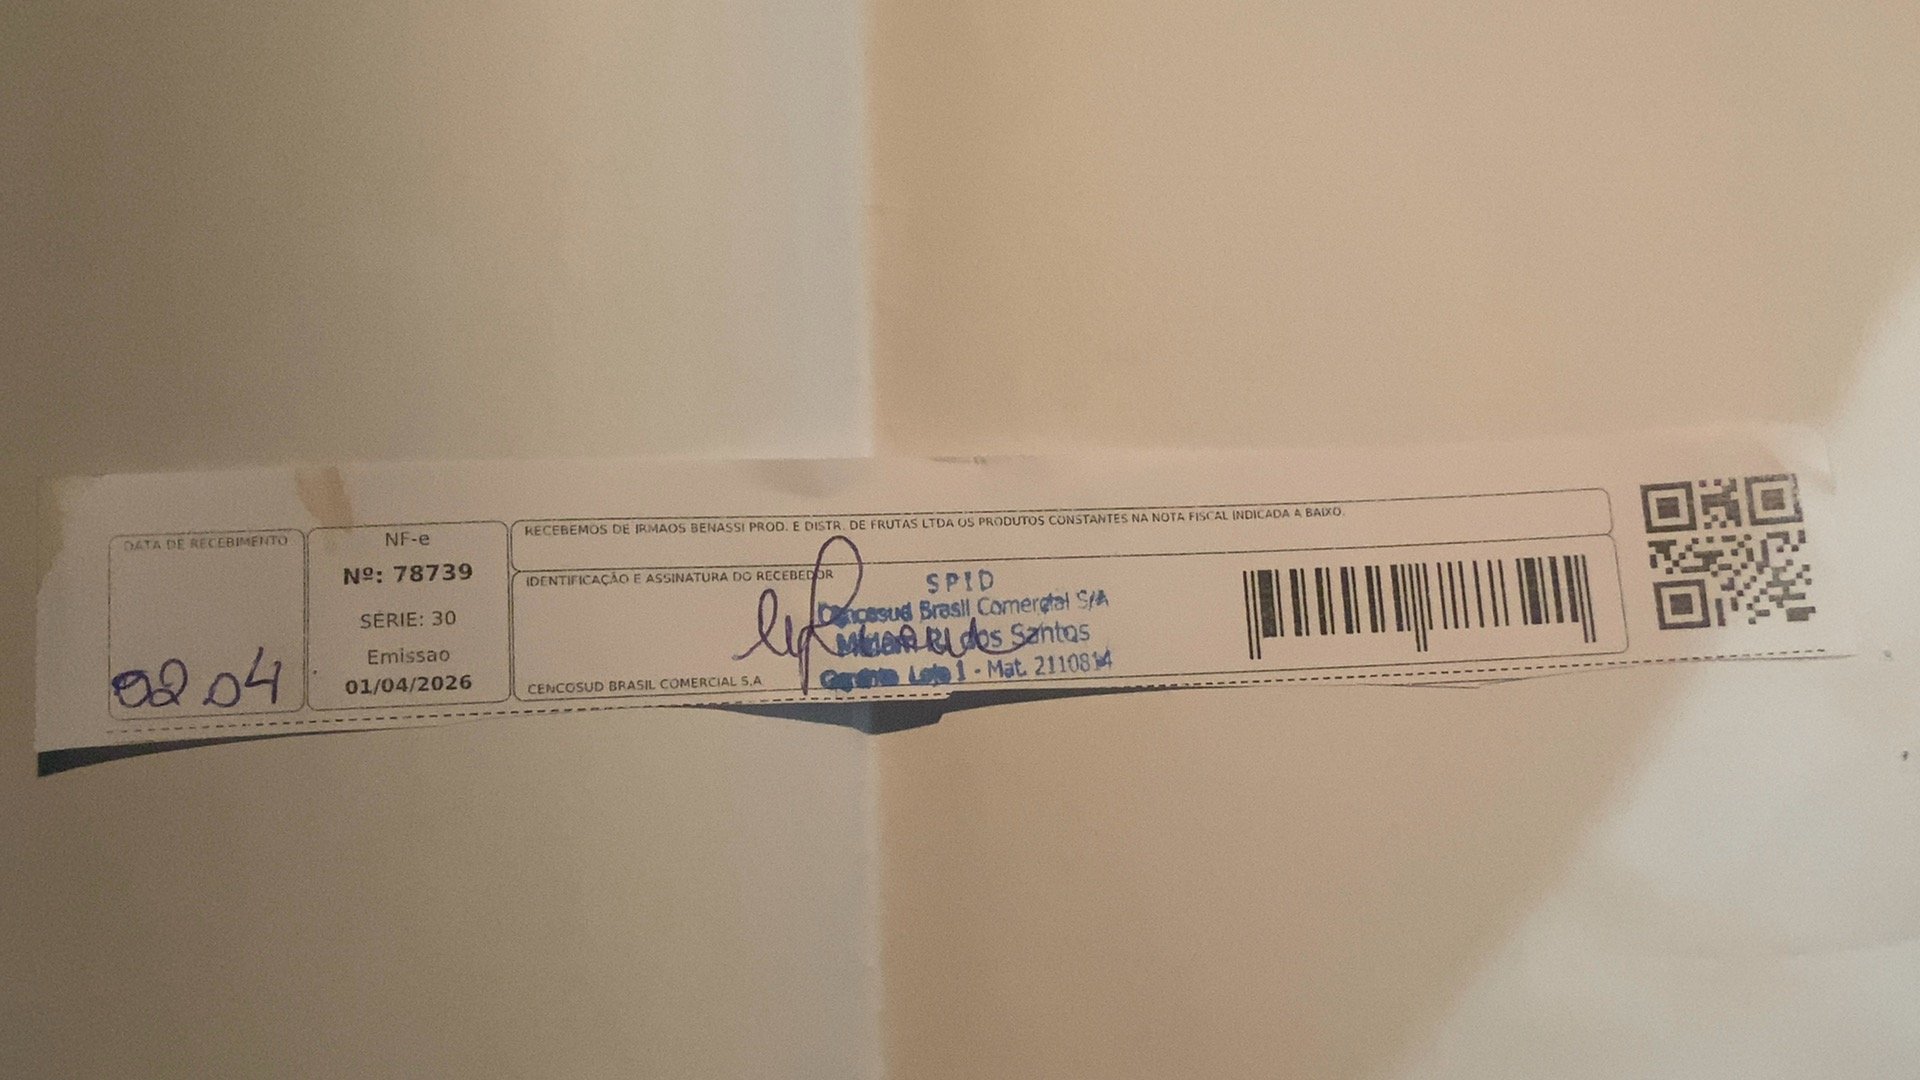 RECEBEMOS DE IRMAOS BENASSI PROD. E DISTR. DE FRUTAS LTDA OS PRODUTOS CONSTANTES NA NOTA FISCAL INDICADA A BAIXO.
DATA DE RECEBIMENTO
02 04
NF-e
Nº: 78739
SÉRIE: 30
Emissao
01/04/2026
IDENTIFICAÇÃO E ASSINATURA DO RECEBEDOR
SPID
Cencosud Brasil Comercial S/A
dos Santos
Gerente Loja 1 - Mat. 2110814
CENCOSUD BRASIL COMERCIAL S.A